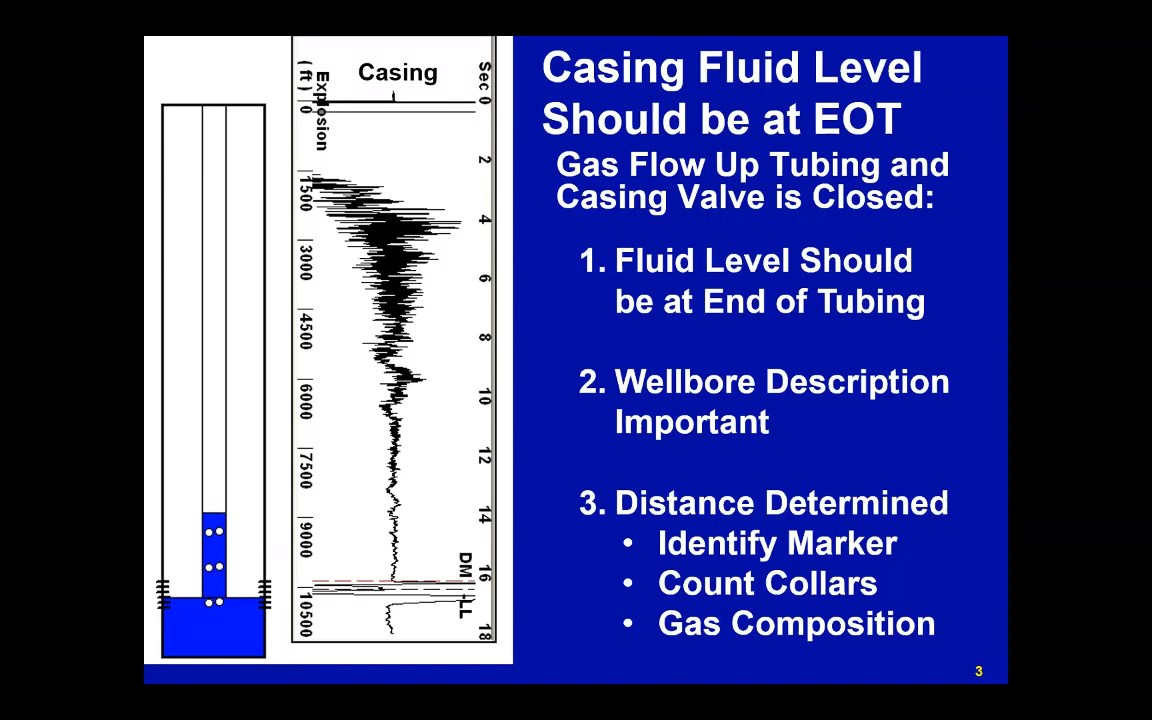 Casing
Explosion
( ft )
0
1500
3000
4500
6000
7500
9000
10500
Sec 0
2
4
6
8
10
12
14
16
18
DM
-LL
Casing Fluid Level
Should be at EOT
Gas Flow Up Tubing and
Casing Valve is Closed:
1. Fluid Level Should
be at End of Tubing
2. Wellbore Description
Important
3. Distance Determined
• Identify Marker
• Count Collars
• Gas Composition
3